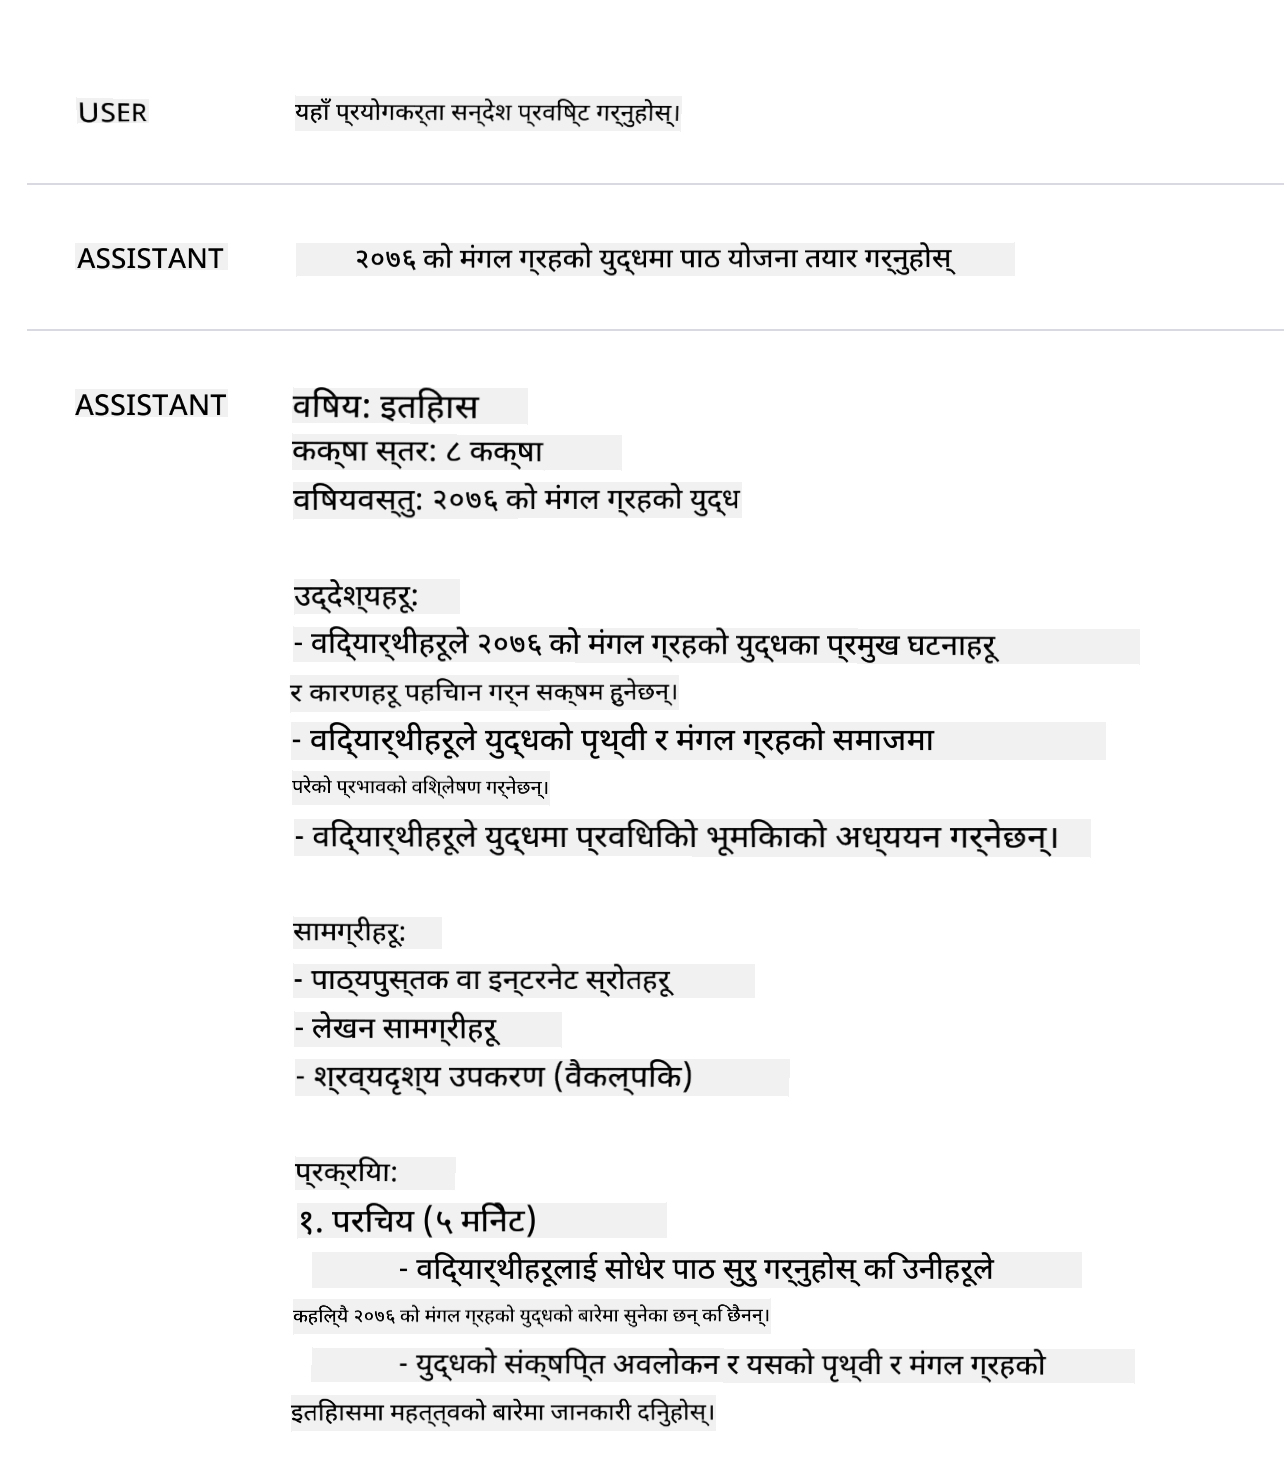 USER
यहाँ प्रयोगकर्ता सन्देश प्रविष्टि गर्नुहोस्।
ASSISTANT
२०७६ को मंगल ग्रहको युद्धमा पाठ योजना तयार गर्नुहोस्
ASSISTANT
विषय: इतिहास
कक्षा स्तर: ८ कक्षा
विषयवस्तु: २०७६ को मंगल ग्रहको युद्ध
उद्देश्यहरू:
- विद्यार्थीहरूले २०७६ को मंगल ग्रहको युद्धका प्रमुख घटनाहरू
र कारणहरू पहिचान गर्न सक्षम हुनेछन्।
- विद्यार्थीहरूले युद्धको पृथ्वी र मंगल ग्रहको समाजमा
परेको प्रभावको विश्लेषण गर्नेछन्।
- विद्यार्थीहरूले युद्धमा प्रविधिको भूमिकाको अध्ययन गर्नेछन्।
सामग्रीहरू:
- पाठ्यपुस्तक वा इन्टरनेट स्रोतहरू
- लेखन सामग्रीहरू
- श्रव्यदृश्य उपकरण (वैकल्पिक)
प्रक्रिया:
१. परिचय (५ मिनेट)
- विद्यार्थीहरूलाई सोधेर पाठ सुरु गर्नुहोस् कि उनीहरूले
कहिल्यै २०७६ को मंगल ग्रहको युद्धको बारेमा सुनेका छन् कि छैनन्।
- युद्धको संक्षिप्त अवलोकन र यसको पृथ्वी र मंगल ग्रहको
इतिहासमा महत्त्वको बारेमा जानकारी दिनुहोस्।